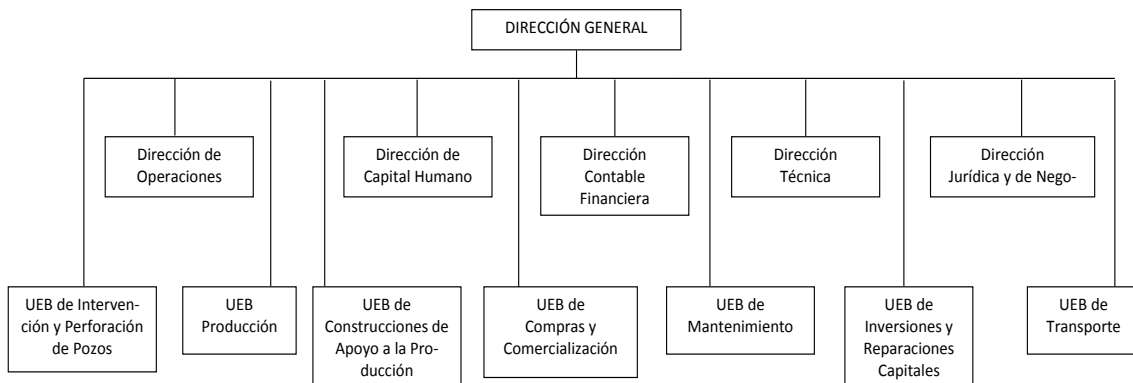 DIRECCIÓN GENERAL
Dirección de
Operaciones
Dirección de
Capital Humano
Dirección
Contable
Financiera
Dirección
Técnica
Dirección
Jurídica y de Nego-
UEB de Interven-
ción y Perforación
de Pozos
UEB
Producción
UEB de
Construcciones de
Apoyo a la Pro-
ducción
UEB de
Compras y
Comercialización
UEB de
Mantenimiento
UEB de
Inversiones y
Reparaciones
Capitales
UEB de
Transporte